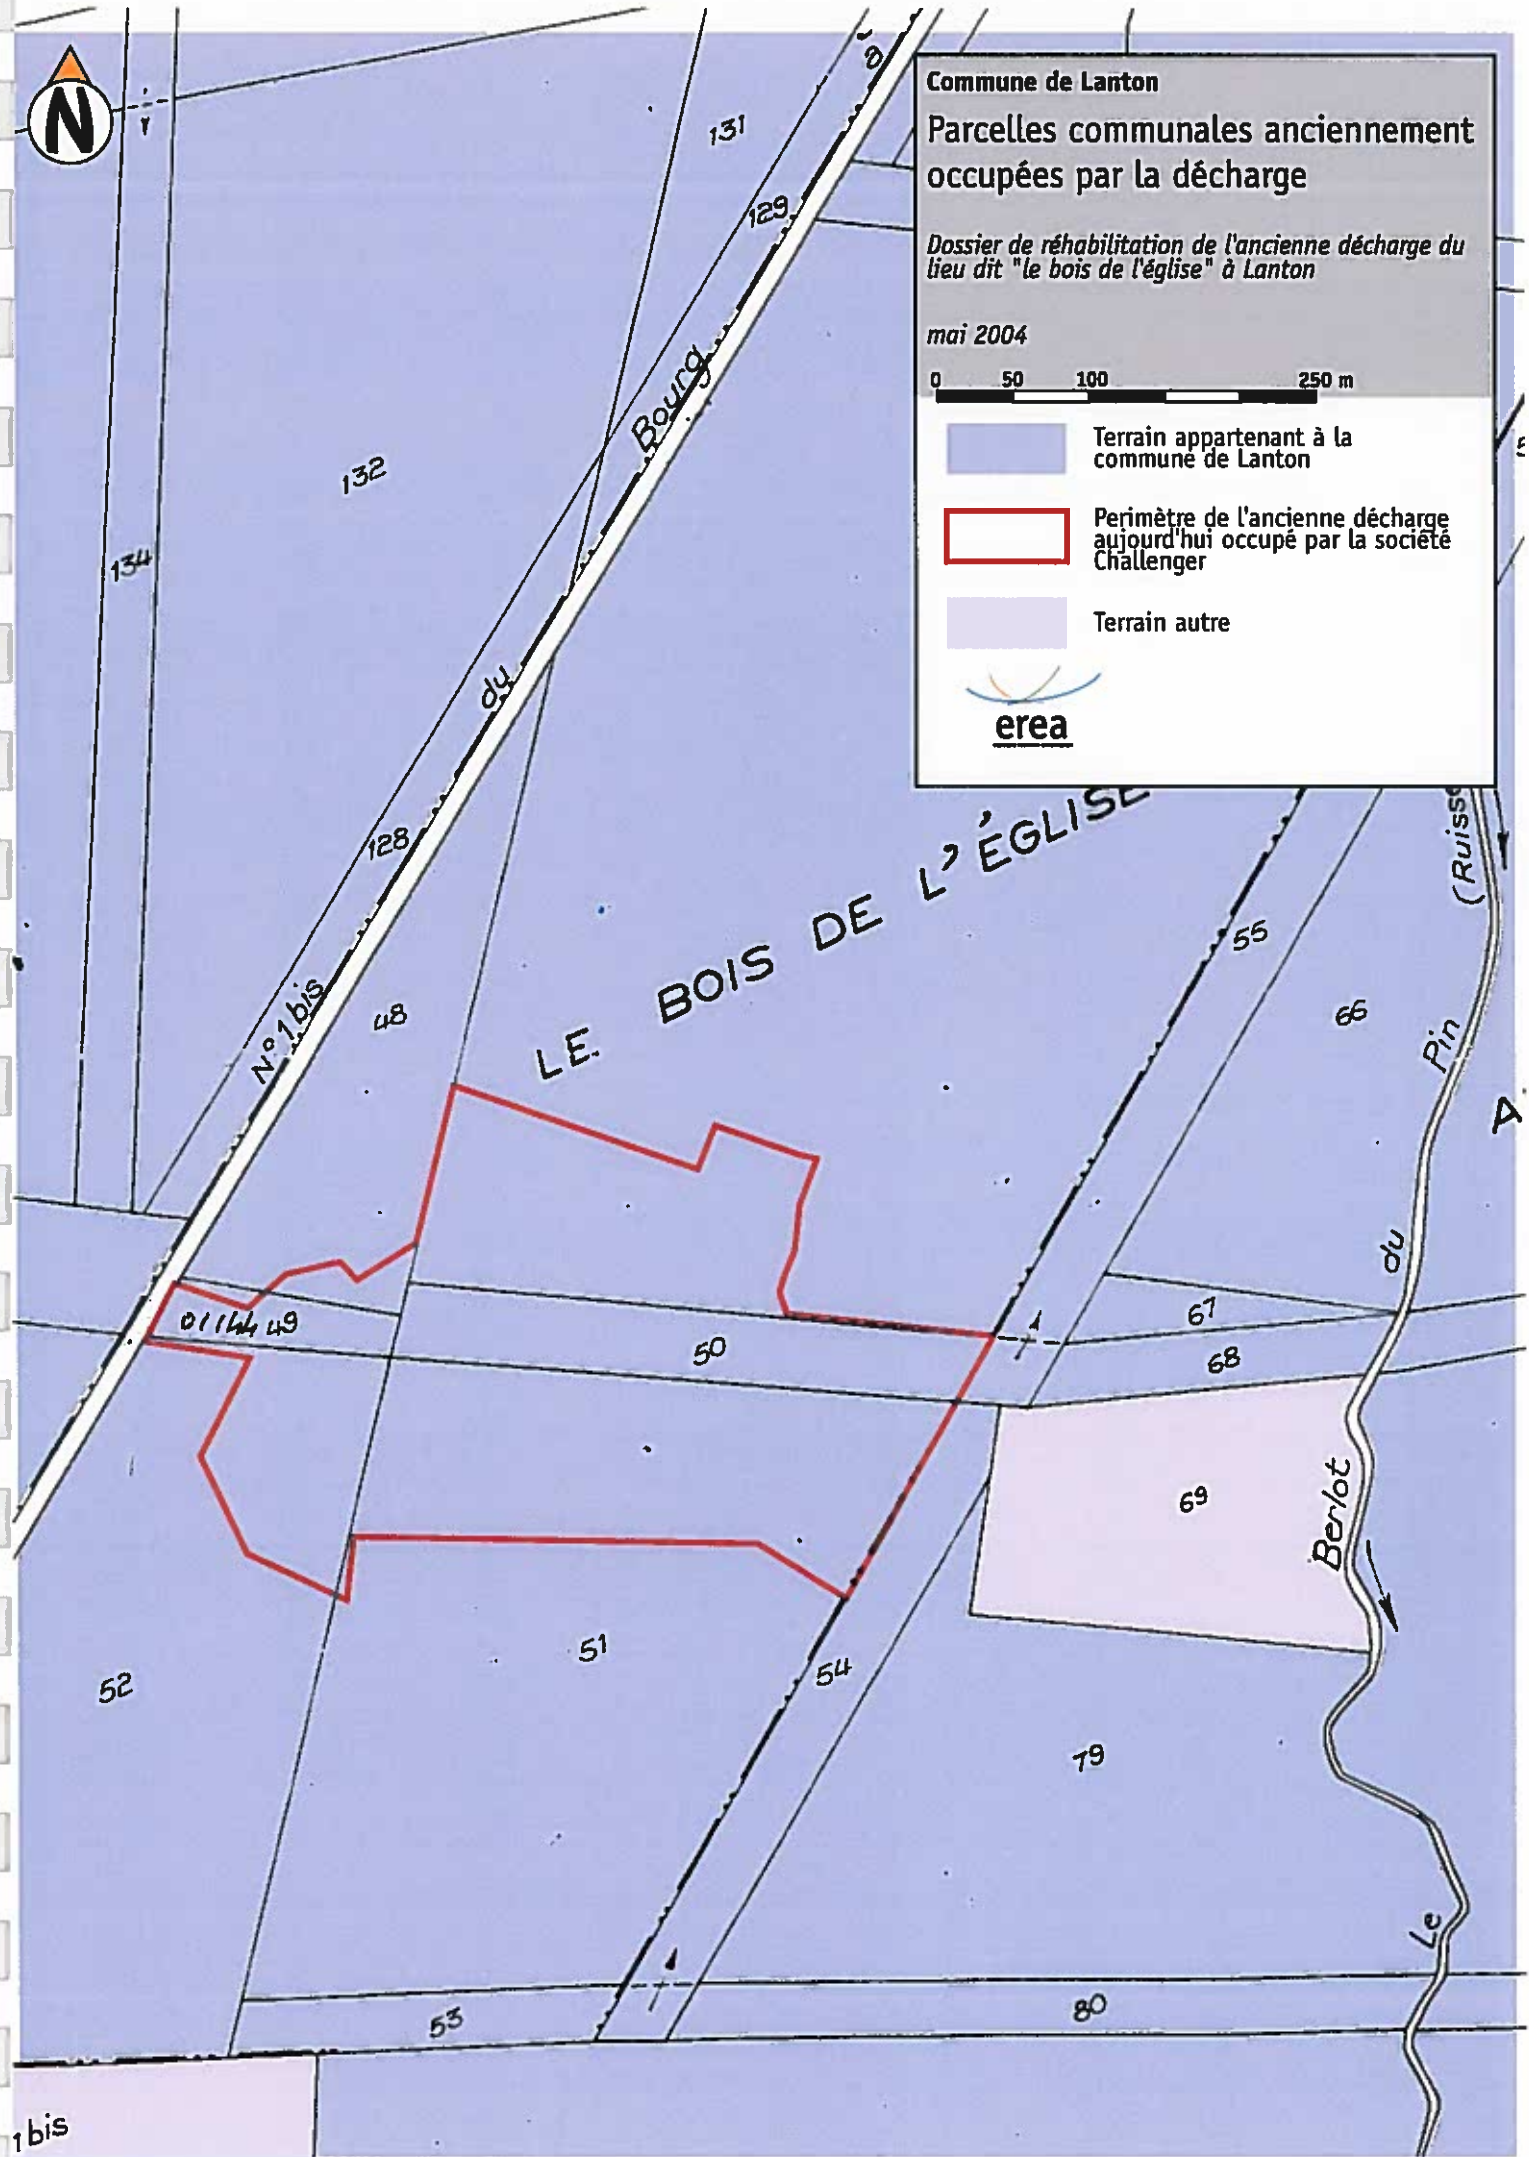 N
Commune de Lanton
Parcelles communales anciennement
occupées par la décharge
Dossier de réhabilitation de l'ancienne décharge du
lieu dit "le bois de l'église" à Lanton
mai 2004
0 50 100 250 m
Terrain appartenant à la
commune de Lanton
Perimètre de l'ancienne décharge
aujourd'hui occupé par la société
Challenger
Terrain autre
erea
131
129
132
134
128
N° 1 bis du Bourg à
48
LE BOIS DE L'ÉGLISE
55
66
A
49
50
67
68
69
51
52
54
79
53
80
1 bis
Le Berlot du Pin
(Ruisse